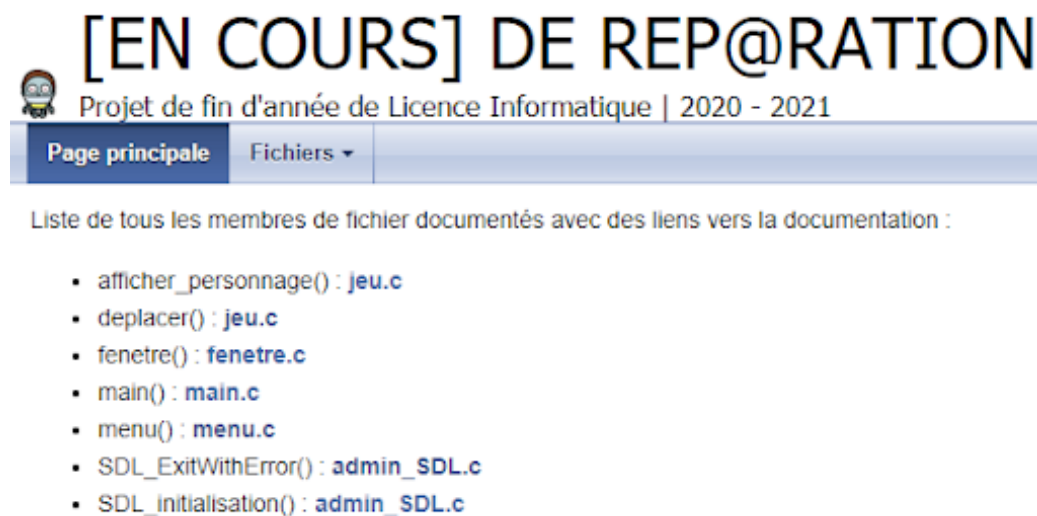 [EN COURS] DE REP@RATION
Projet de fin d'année de Licence Informatique | 2020 - 2021
Page principale Fichiers
Liste de tous les membres de fichier documentés avec des liens vers la documentation :
afficher_personnage() : jeu.c
deplacer() : jeu.c
fenetre() : fenetre.c
main() : main.c
menu() : menu.c
SDL_ExitWithError() : admin_SDL.c
SDL_initialisation() : admin_SDL.c